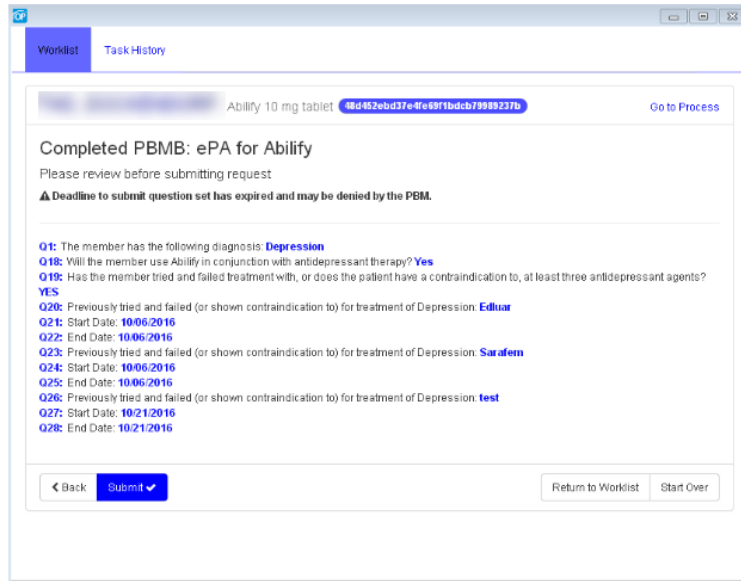 OP
Worklist
Task History
Abilify 10 mg tablet 48d452ebd37e4fe69f1bdcb79989237b
Go to Process
Completed PBMB: ePA for Abilify
Please review before submitting request
Deadline to submit question set has expired and may be denied by the PBM.
Q1: The member has the following diagnosis: Depression
Q18: Will the member use Abilify in conjunction with antidepressant therapy? Yes
Q19: Has the member tried and failed treatment with, or does the patient have a contraindication to, at least three antidepressant agents?
YES
Q20: Previously tried and failed (or shown contraindication to) for treatment of Depression: Edluar
Q21: Start Date: 10/06/2016
Q22: End Date: 10/06/2016
Q23: Previously tried and failed (or shown contraindication to) for treatment of Depression: Sarafem
Q24: Start Date: 10/06/2016
Q25: End Date: 10/06/2016
Q26: Previously tried and failed (or shown contraindication to) for treatment of Depression: test
Q27: Start Date: 10/21/2016
Q28: End Date: 10/21/2016
Back
Submit
Return to Worklist
Start Over